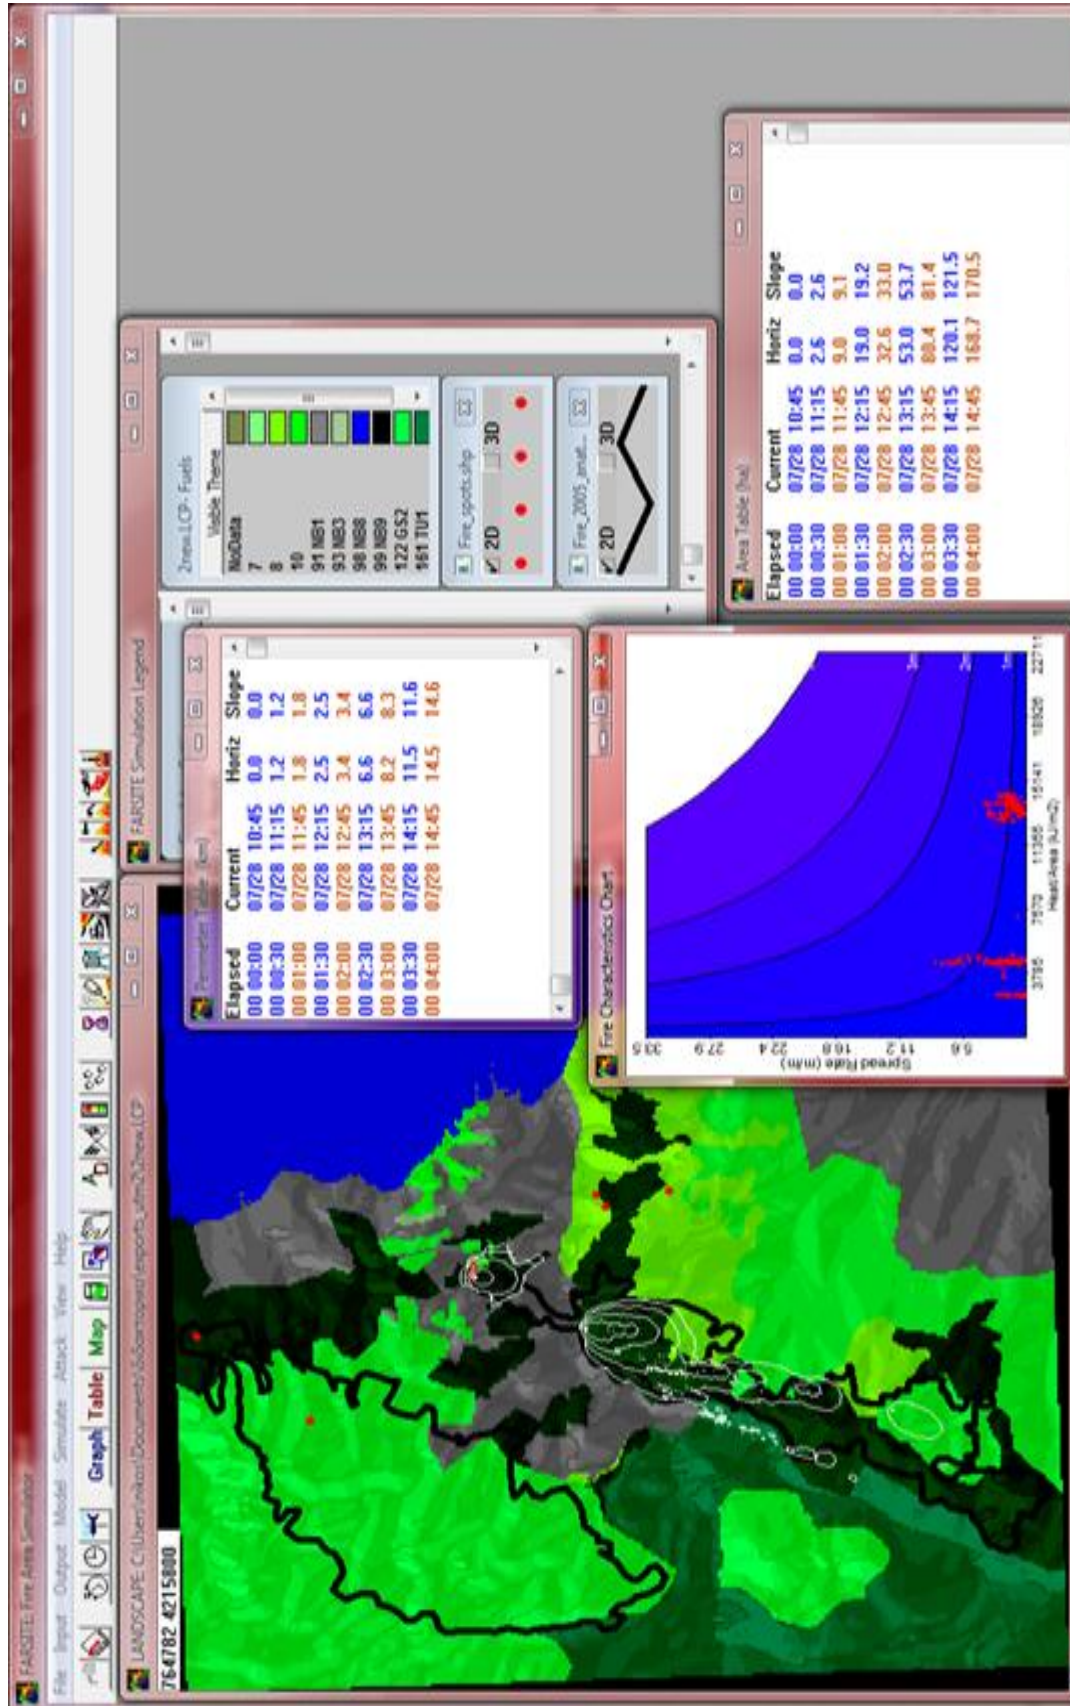 FARSITE Fire Area Simulator
File Input Output Model Simulate Attack View Help
Graph Table Map
764782 4215800
FARSITE Simulation Legend
2new.LCP- Fuels
Visible Theme
NoData
7
8
10
91 NB1
93 NB3
98 NB8
99 NB9
122 GS2
161 TU1
Fire_spots.shp
2D 3D
Fire_2005_anat...
2D 3D
Perimeter Table (km)
Elapsed Current Horiz Slope
00 00:00 07/28 10:45 0.0 0.0
00 00:30 07/28 11:15 1.2 1.2
00 01:00 07/28 11:45 1.8 1.8
00 01:30 07/28 12:15 2.5 2.5
00 02:00 07/28 12:45 3.4 3.4
00 02:30 07/28 13:15 6.6 6.6
00 03:00 07/28 13:45 8.2 8.3
00 03:30 07/28 14:15 11.5 11.6
00 04:00 07/28 14:45 14.5 14.6
Fire Characteristics Chart
Spread Rate (m/m)
33.5
27.9
22.4
16.8
11.2
5.6
3785 7570 11356 15141 18926 22711
Heat/Area (kJ/m2)
Area Table (ha)
Elapsed Current Horiz Slope
00 00:00 07/28 10:45 0.0 0.0
00 00:30 07/28 11:15 2.6 2.6
00 01:00 07/28 11:45 9.0 9.1
00 01:30 07/28 12:15 19.0 19.2
00 02:00 07/28 12:45 32.6 33.0
00 02:30 07/28 13:15 53.0 53.7
00 03:00 07/28 13:45 80.4 81.4
00 03:30 07/28 14:15 120.1 121.5
00 04:00 07/28 14:45 168.7 170.5